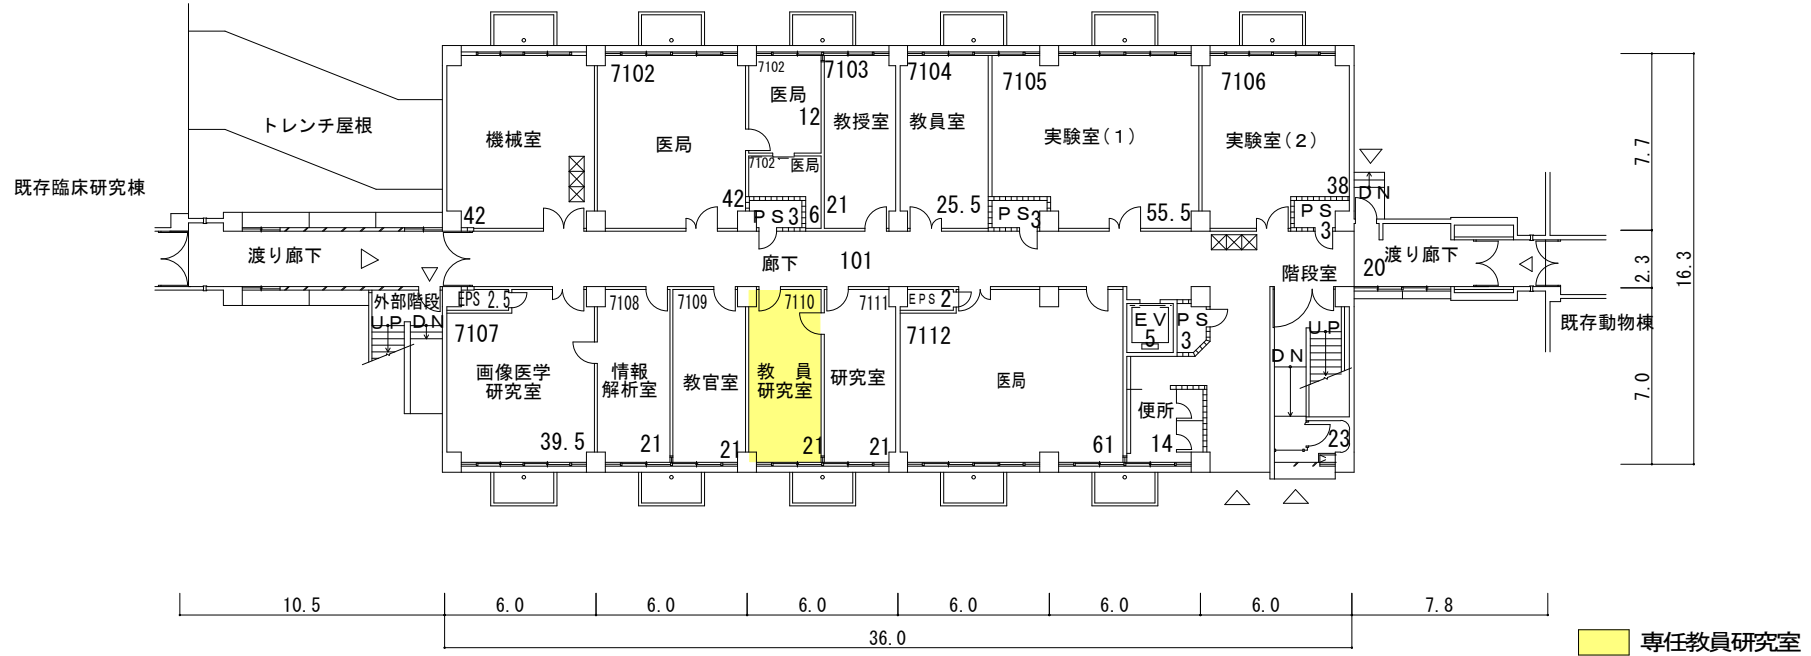 7102
7102
7103
7104
7105
7106
トレンチ屋根
機械室
医局
医局
12
教授室
教員室
実験室(1)
実験室(2)
7.7
既存臨床研究棟
7102
医局
42
42
PS3
6
21
25.5
PS3
55.5
38
PS
3
DN
渡り廊下
廊下
101
階段室
20
渡り廊下
2.3
16.3
外部階段
UP DN
EPS 2.5
7107
7108
7109
7110
7111
EPS 2
7112
EV
5
PS
3
UP
DN
既存動物棟
画像医学
研究室
情報
解析室
教官室
教 員
研究室
研究室
医局
便所
7.0
39.5
21
21
21
21
61
14
23
10.5
6.0
6.0
6.0
6.0
6.0
6.0
7.8
36.0
専任教員研究室